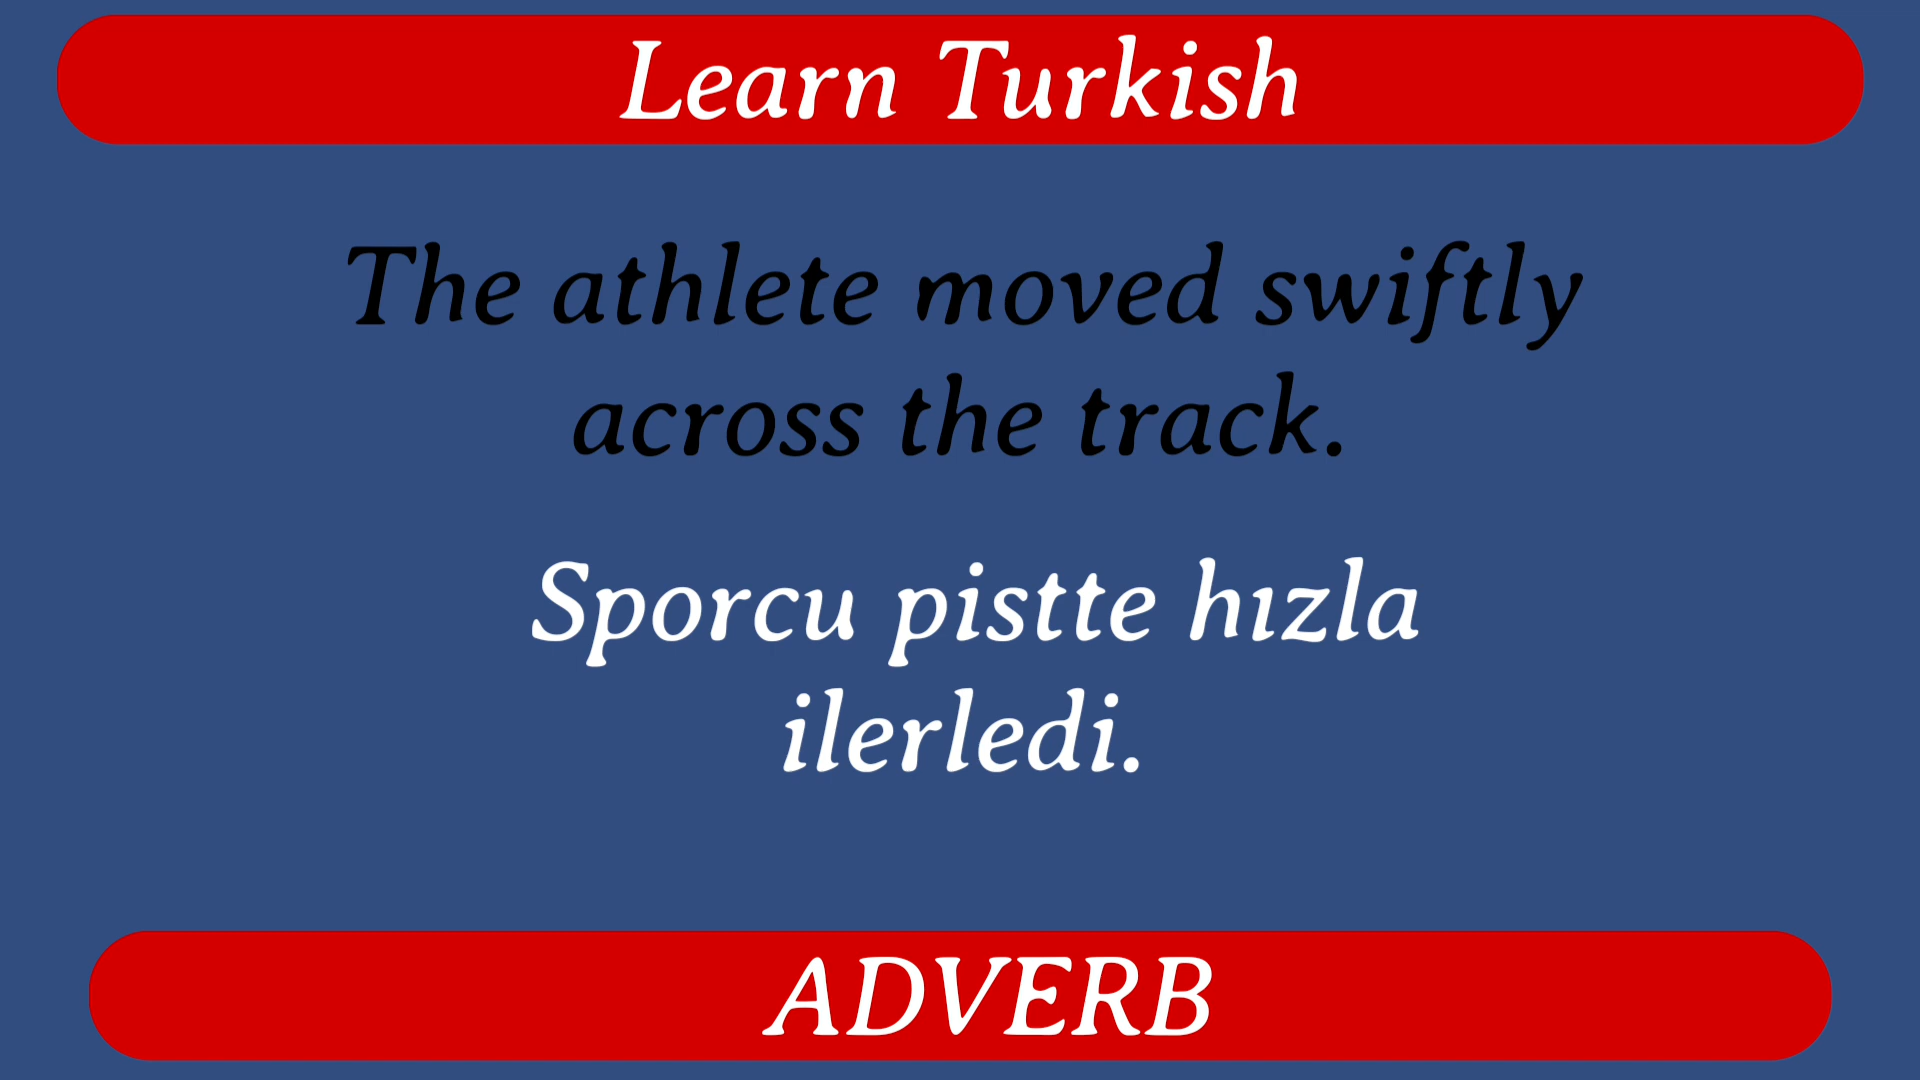 Learn Turkish
The athlete moved swiftly
across the track.
Sporcu pistte hızla
ilerledi.
ADVERB